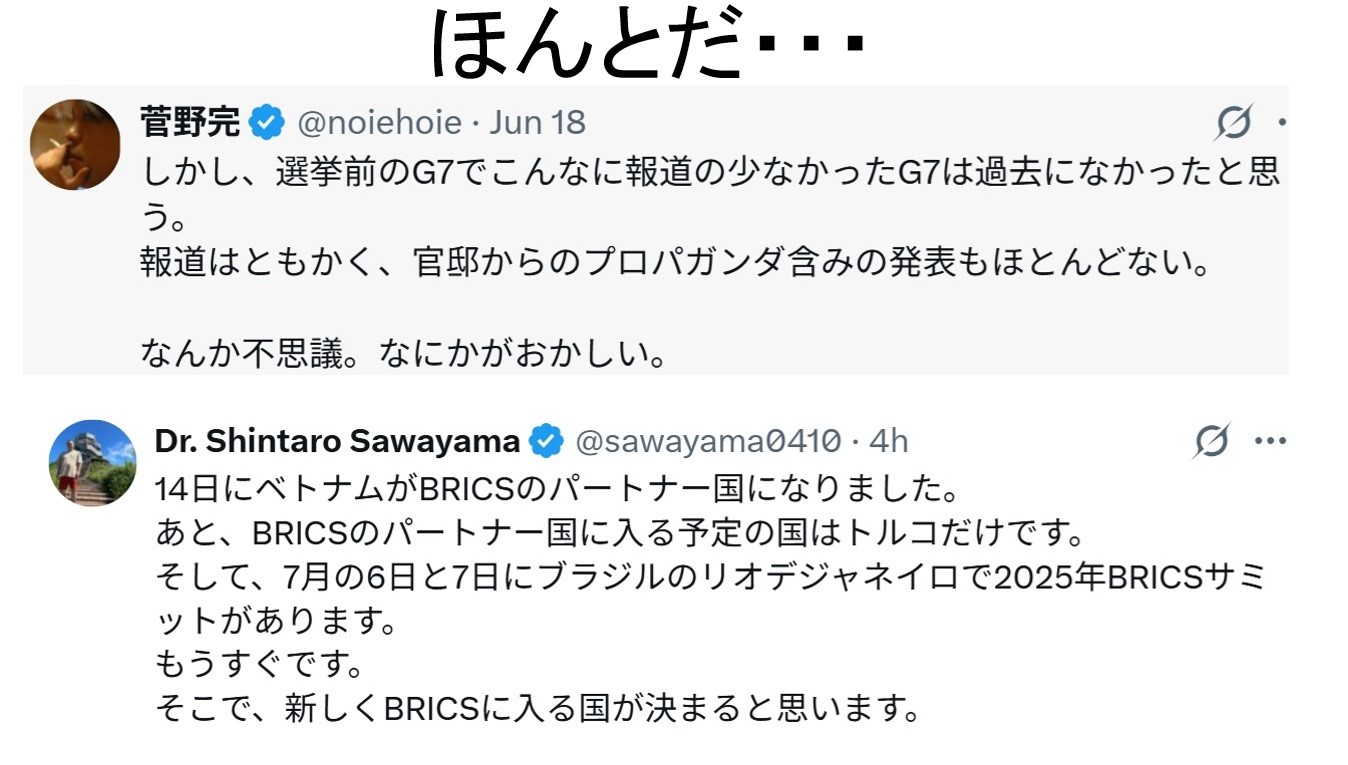 ほんとだ・・・
菅野完 @noiehoie · Jun 18
しかし、選挙前のG7でこんなに報道の少なかったG7は過去になかったと思
う。
報道はともかく、官邸からのプロパガンダ含みの発表もほとんどない。
なんか不思議。なにかがおかしい。
Dr. Shintaro Sawayama @sawayama0410 · 4h
14日にベトナムがBRICSのパートナー国になりました。
あと、BRICSのパートナー国に入る予定の国はトルコだけです。
そして、7月の6日と7日にブラジルのリオデジャネイロで2025年BRICSサミ
ットがあります。
もうすぐです。
そこで、新しくBRICSに入る国が決まると思います。